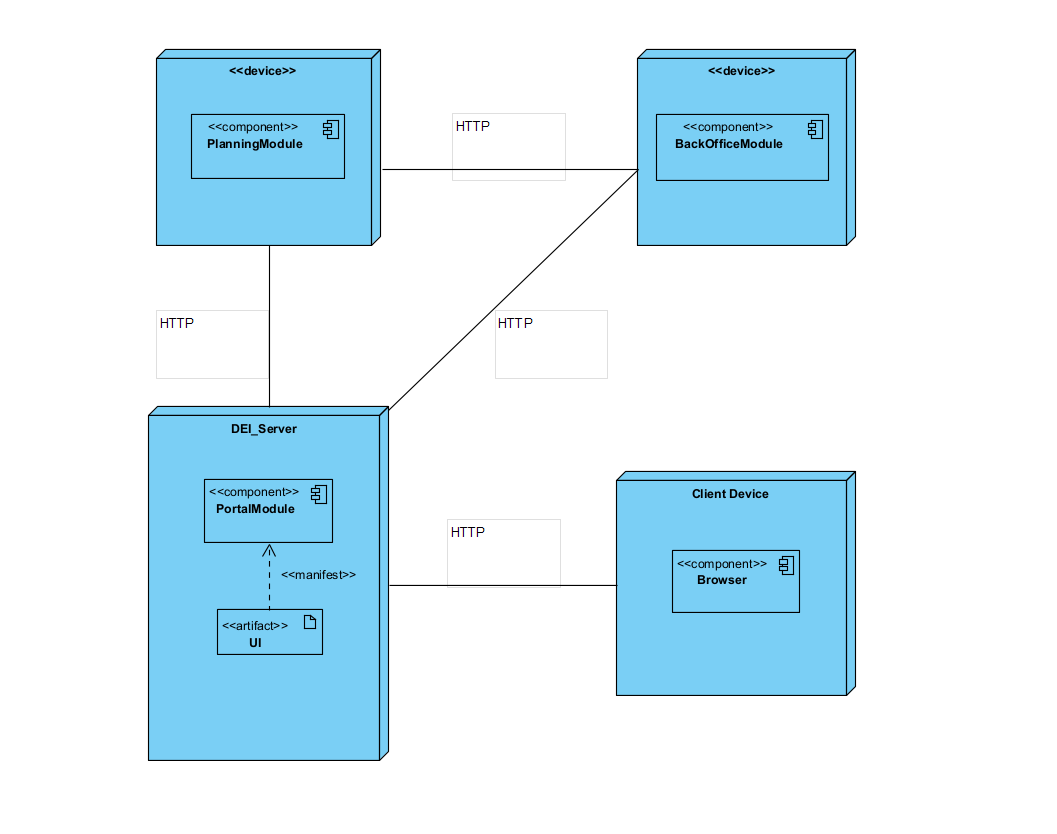 <<device>>
<<component>>
PlanningModule
HTTP
<<device>>
<<component>>
BackOfficeModule
HTTP
HTTP
DEI_Server
<<component>>
PortalModule
<<manifest>>
<<artifact>>
UI
HTTP
Client Device
<<component>>
Browser